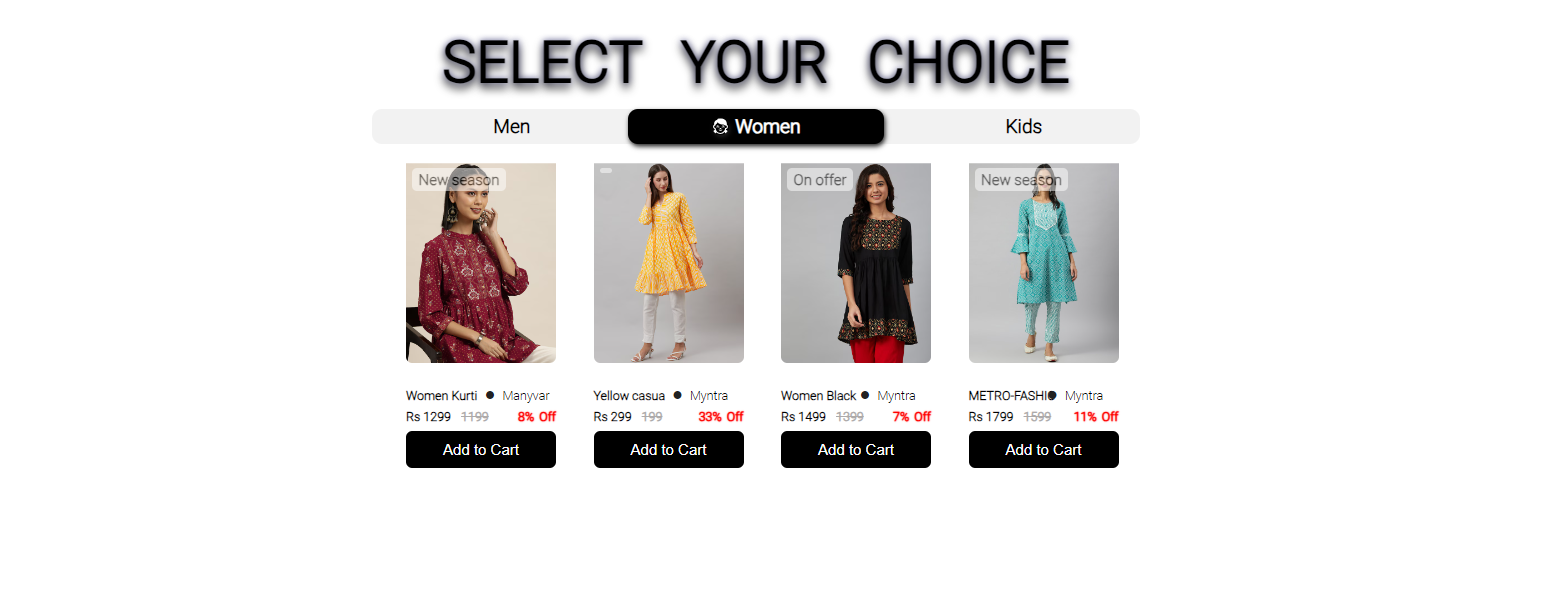 SELECT YOUR CHOICE
Men Women Kids
New season On offer New season
Women Kurti ● Manyvar Yellow casua ● Myntra Women Black ● Myntra METRO-FASHIO ● Myntra
Rs 1299 1199 8% Off Rs 299 199 33% Off Rs 1499 1399 7% Off Rs 1799 1599 11% Off
Add to Cart Add to Cart Add to Cart Add to Cart